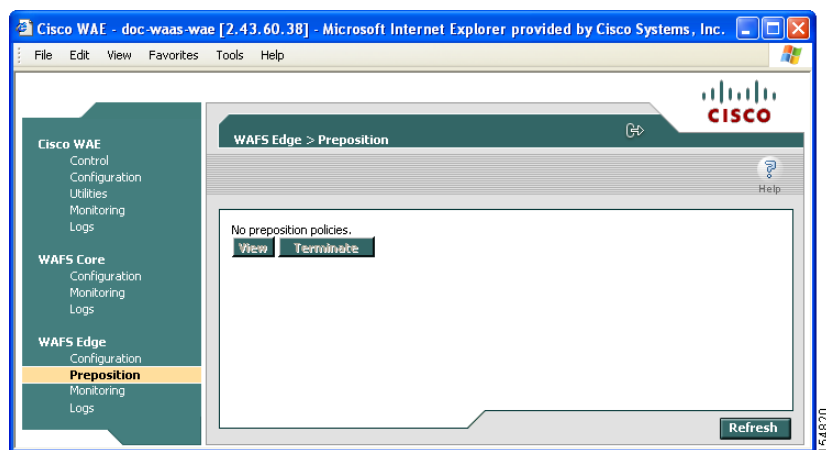 Cisco WAE - doc-waas-wae [2.43.60.38] - Microsoft Internet Explorer provided by Cisco Systems, Inc.
File Edit View Favorites Tools Help
CISCO
WAFS Edge > Preposition
Help
Cisco WAE
Control
Configuration
Utilities
Monitoring
Logs
WAFS Core
Configuration
Monitoring
Logs
WAFS Edge
Configuration
Preposition
Monitoring
Logs
No preposition policies.
View Terminate
Refresh